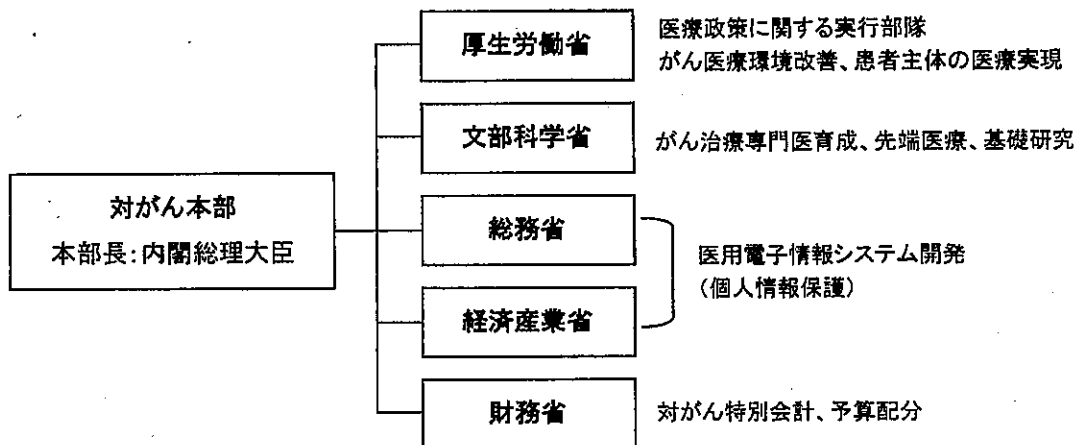 厚生労働省
医療政策に関する実行部隊
がん医療環境改善、患者主体の医療実現
文部科学省
がん治療専門医育成、先端医療、基礎研究
対がん本部
本部長:内閣総理大臣
総務省
経済産業省
医用電子情報システム開発
(個人情報保護)
財務省
対がん特別会計、予算配分